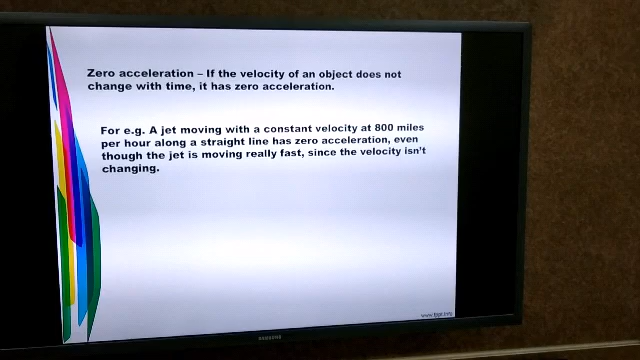 Zero acceleration – If the velocity of an object does not
change with time, it has zero acceleration.
For e.g. A jet moving with a constant velocity at 800 miles
per hour along a straight line has zero acceleration, even
though the jet is moving really fast, since the velocity isn't
changing.
SAMSUNG